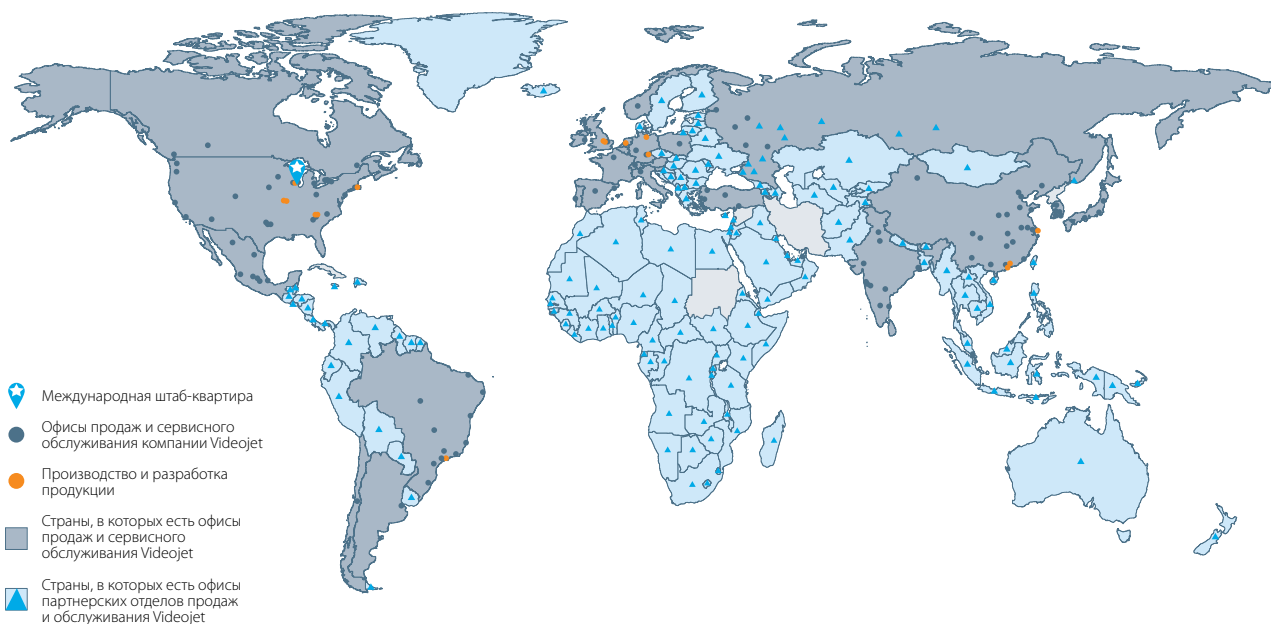 Международная штаб-квартира
Офисы продаж и сервисного
обслуживания компании Videojet
Производство и разработка
продукции
Страны, в которых есть офисы
продаж и сервисного
обслуживания Videojet
Страны, в которых есть офисы
партнерских отделов продаж
и обслуживания Videojet